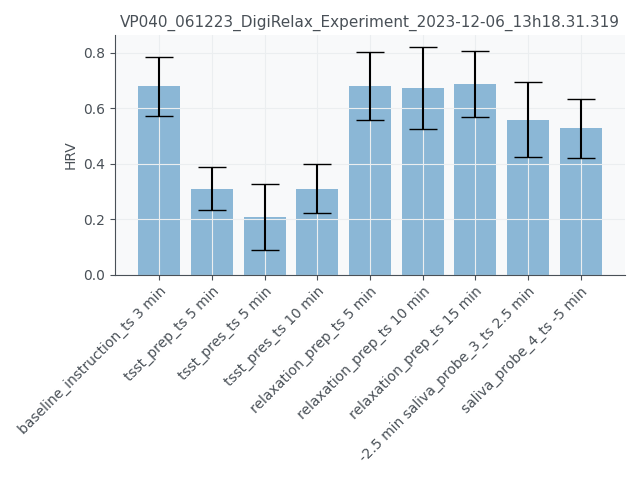 VP040_061223_DigiRelax_Experiment_2023-12-06_13h18.31.319
HRV
0.8
0.6
0.4
0.2
0.0
baseline_instruction_ts 3 min
tsst_prep_ts 5 min
tsst_pres_ts 5 min
tsst_pres_ts 10 min
relaxation_prep_ts 5 min
relaxation_prep_ts 10 min
relaxation_prep_ts 15 min
-2.5 min saliva_probe_3_ts 2.5 min
saliva_probe_4_ts -5 min